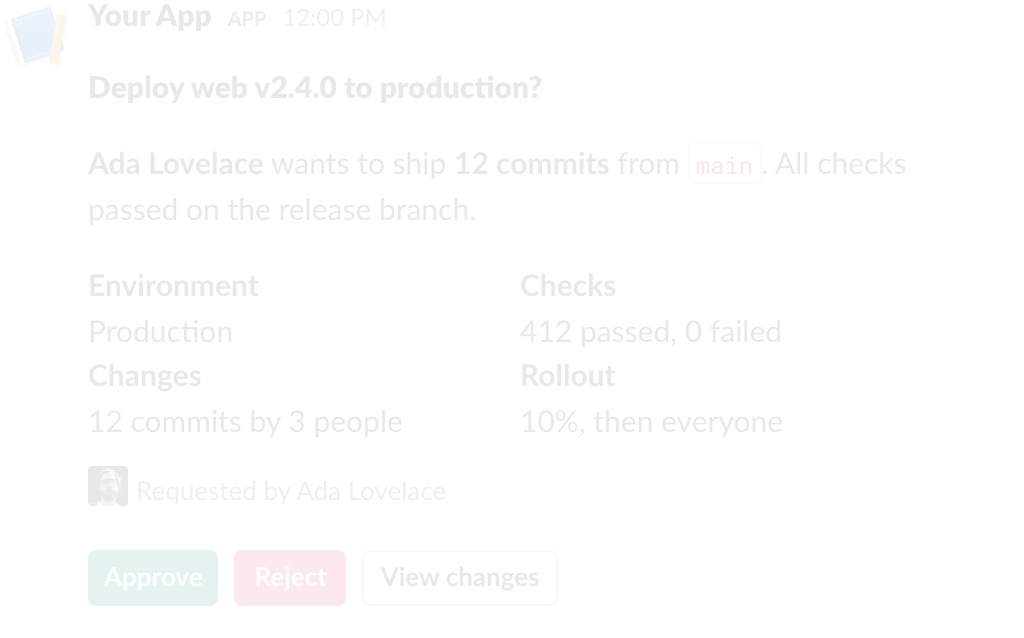 Your App APP 12:00 PM
Deploy web v2.4.0 to production?
Ada Lovelace wants to ship 12 commits from main. All checks
passed on the release branch.
Environment Checks
Production 412 passed, 0 failed
Changes Rollout
12 commits by 3 people 10%, then everyone
Requested by Ada Lovelace
Approve Reject View changes